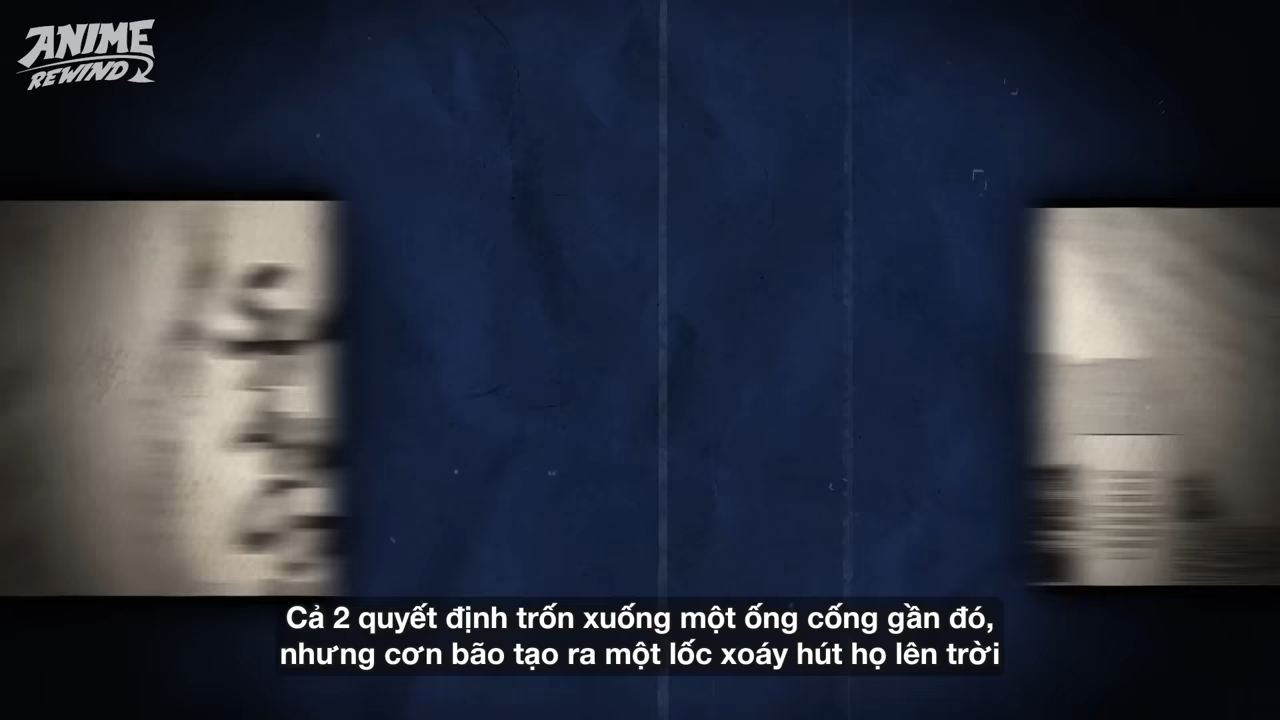 ANIME
REWIND
Cả 2 quyết định trốn xuống một ống cống gần đó,
nhưng cơn bão tạo ra một lốc xoáy hút họ lên trời